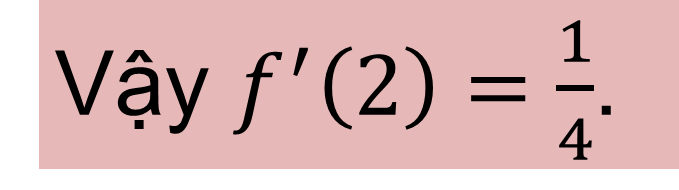 Vậy f′(2) = 1/4.